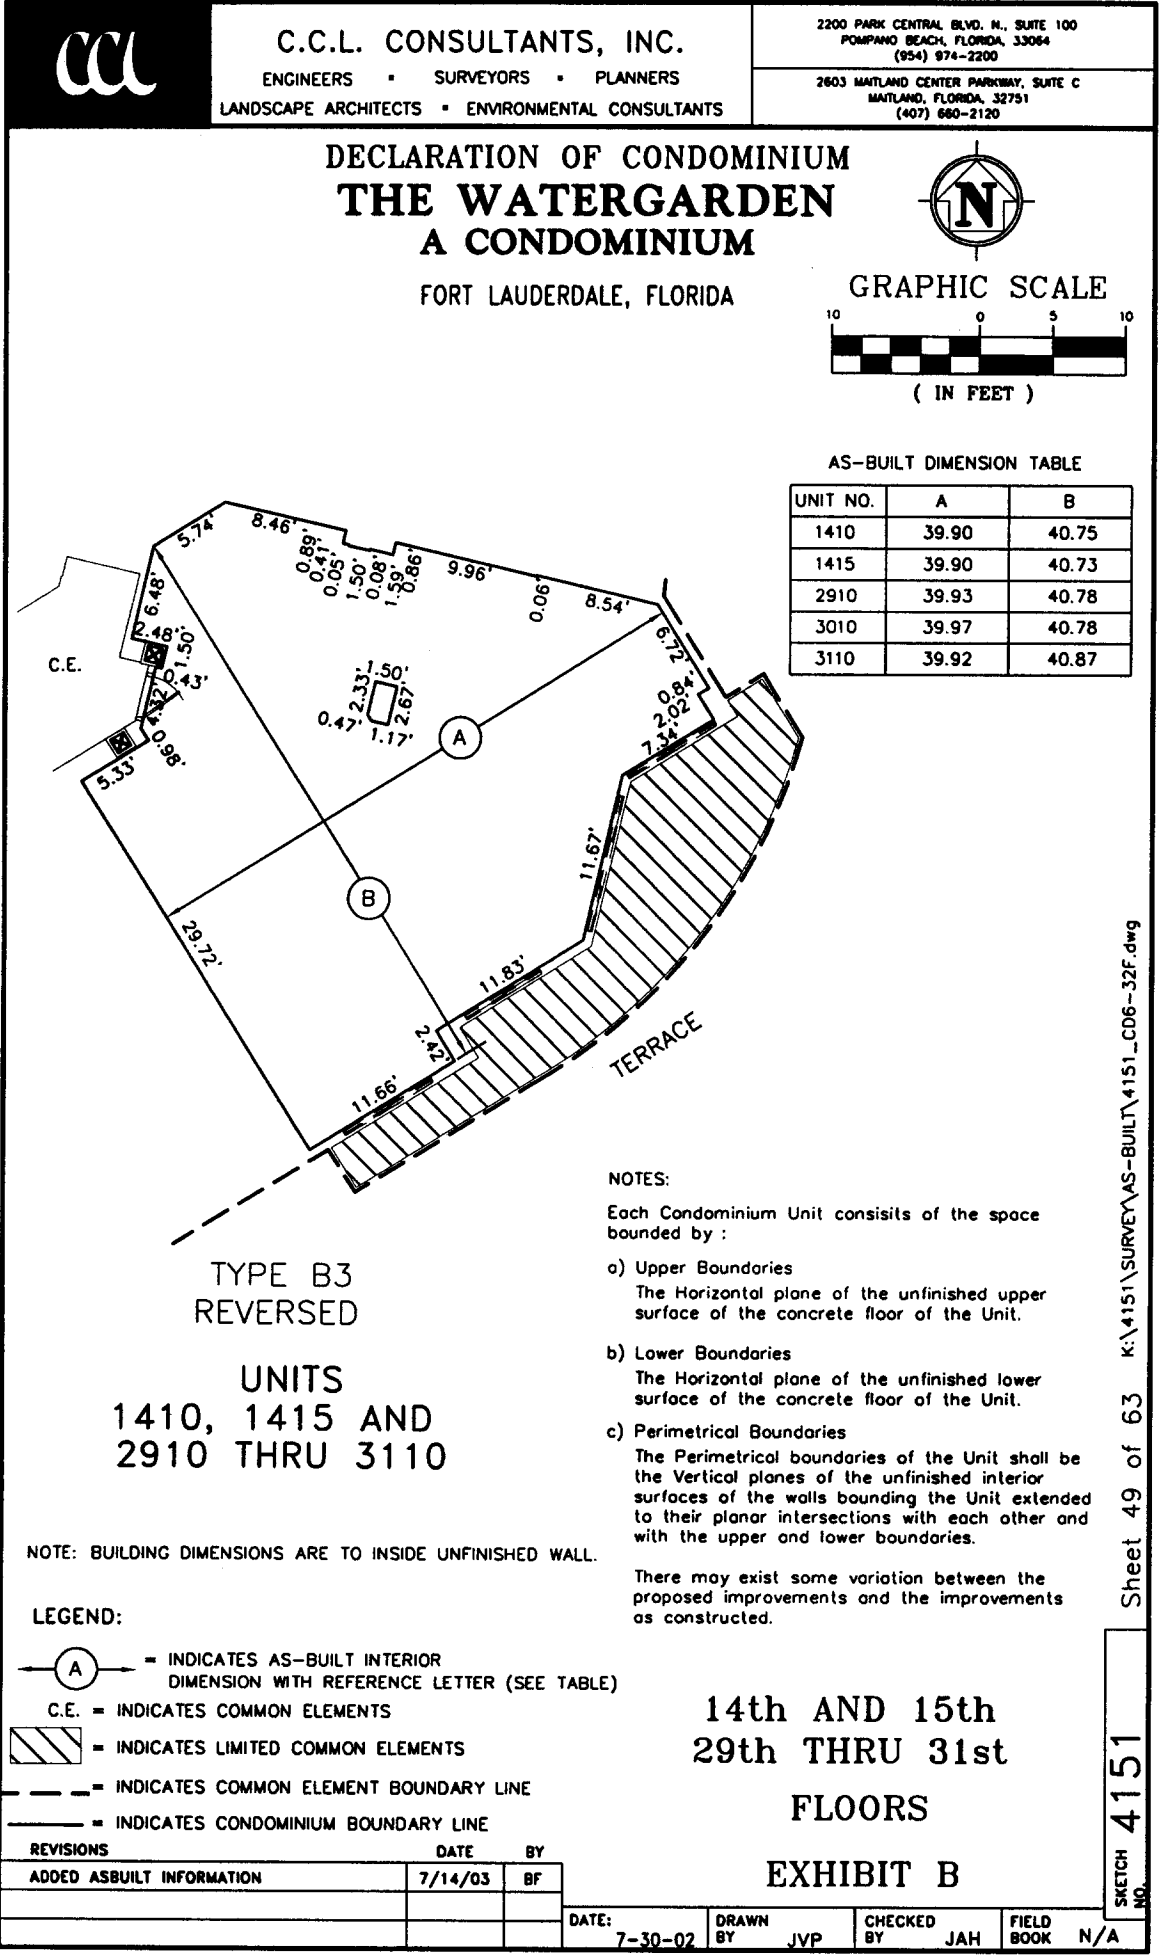 CCL
C.C.L. CONSULTANTS, INC.
ENGINEERS ▪ SURVEYORS ▪ PLANNERS
LANDSCAPE ARCHITECTS ▪ ENVIRONMENTAL CONSULTANTS
2200 PARK CENTRAL BLVD. N., SUITE 100
POMPANO BEACH, FLORIDA, 33064
(954) 974-2200
2603 MAITLAND CENTER PARKWAY, SUITE C
MAITLAND, FLORIDA, 32751
(407) 660-2120
DECLARATION OF CONDOMINIUM
THE WATERGARDEN
A CONDOMINIUM
FORT LAUDERDALE, FLORIDA
N
GRAPHIC SCALE
10 0 5 10
( IN FEET )
AS-BUILT DIMENSION TABLE
UNIT NO. A B
1410 39.90 40.75
1415 39.90 40.73
2910 39.93 40.78
3010 39.97 40.78
3110 39.92 40.87
5.74'
8.46'
0.89'
0.41'
0.05'
1.50'
0.08'
1.59'
0.86'
9.96'
0.06'
8.54'
6.48'
2.48'
1.50'
0.43'
4.32'
0.98'
5.33'
C.E.
6.72'
0.84'
2.02'
7.34'
1.50'
2.33'
2.67'
0.47'
1.17'
A
B
11.67'
29.72'
11.83'
2.42'
11.66'
TERRACE
TYPE B3
REVERSED
UNITS
1410, 1415 AND
2910 THRU 3110
NOTE: BUILDING DIMENSIONS ARE TO INSIDE UNFINISHED WALL.
NOTES:
Each Condominium Unit consisits of the space
bounded by :
a) Upper Boundaries
The Horizontal plane of the unfinished upper
surface of the concrete floor of the Unit.
b) Lower Boundaries
The Horizontal plane of the unfinished lower
surface of the concrete floor of the Unit.
c) Perimetrical Boundaries
The Perimetrical boundaries of the Unit shall be
the Vertical planes of the unfinished interior
surfaces of the walls bounding the Unit extended
to their planar intersections with each other and
with the upper and lower boundaries.
There may exist some variation between the
proposed improvements and the improvements
as constructed.
LEGEND:
A = INDICATES AS-BUILT INTERIOR
DIMENSION WITH REFERENCE LETTER (SEE TABLE)
C.E. = INDICATES COMMON ELEMENTS
= INDICATES LIMITED COMMON ELEMENTS
= INDICATES COMMON ELEMENT BOUNDARY LINE
= INDICATES CONDOMINIUM BOUNDARY LINE
14th AND 15th
29th THRU 31st
FLOORS
EXHIBIT B
K:\4151\SURVEY\AS-BUILT\4151_CD6-32F.dwg
Sheet 49 of 63
SKETCH NO. 4151
REVISIONS DATE BY
ADDED ASBUILT INFORMATION 7/14/03 BF
DATE: 7-30-02
DRAWN BY JVP
CHECKED BY JAH
FIELD BOOK N/A